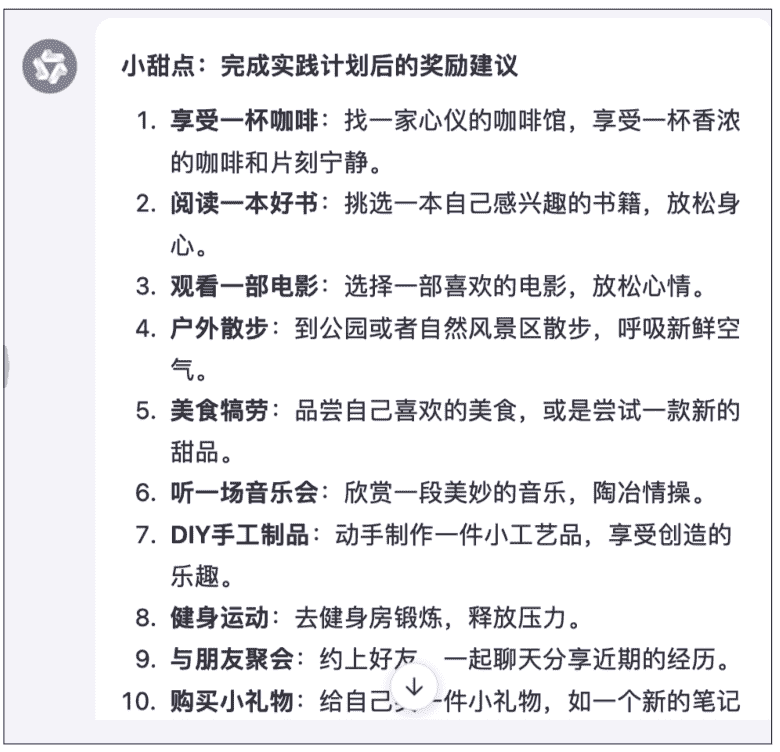 小甜点：完成实践计划后的奖励建议
1. 享受一杯咖啡：找一家心仪的咖啡馆，享受一杯香浓
的咖啡和片刻宁静。
2. 阅读一本好书：挑选一本自己感兴趣的书籍，放松身
心。
3. 观看一部电影：选择一部喜欢的电影，放松心情。
4. 户外散步：到公园或者自然风景区散步，呼吸新鲜空
气。
5. 美食犒劳：品尝自己喜欢的美食，或是尝试一款新的
甜品。
6. 听一场音乐会：欣赏一段美妙的音乐，陶冶情操。
7. DIY手工制品：动手制作一件小工艺品，享受创造的
乐趣。
8. 健身运动：去健身房锻炼，释放压力。
9. 与朋友聚会：约上好友，一起聊天分享近期的经历。
10. 购买小礼物：给自己一件小礼物，如一个新的笔记